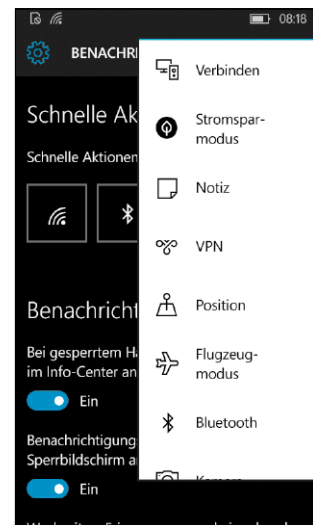 08:18
BENACHRI
Verbinden
Schnelle Ak
Stromspar-
modus
Schnelle Aktionen
Notiz
VPN
Benachricht
Position
Bei gesperrtem H
im Info-Center an
Flugzeug-
modus
Ein
Bluetooth
Benachrichtigung
Sperrbildschirm a
Ein